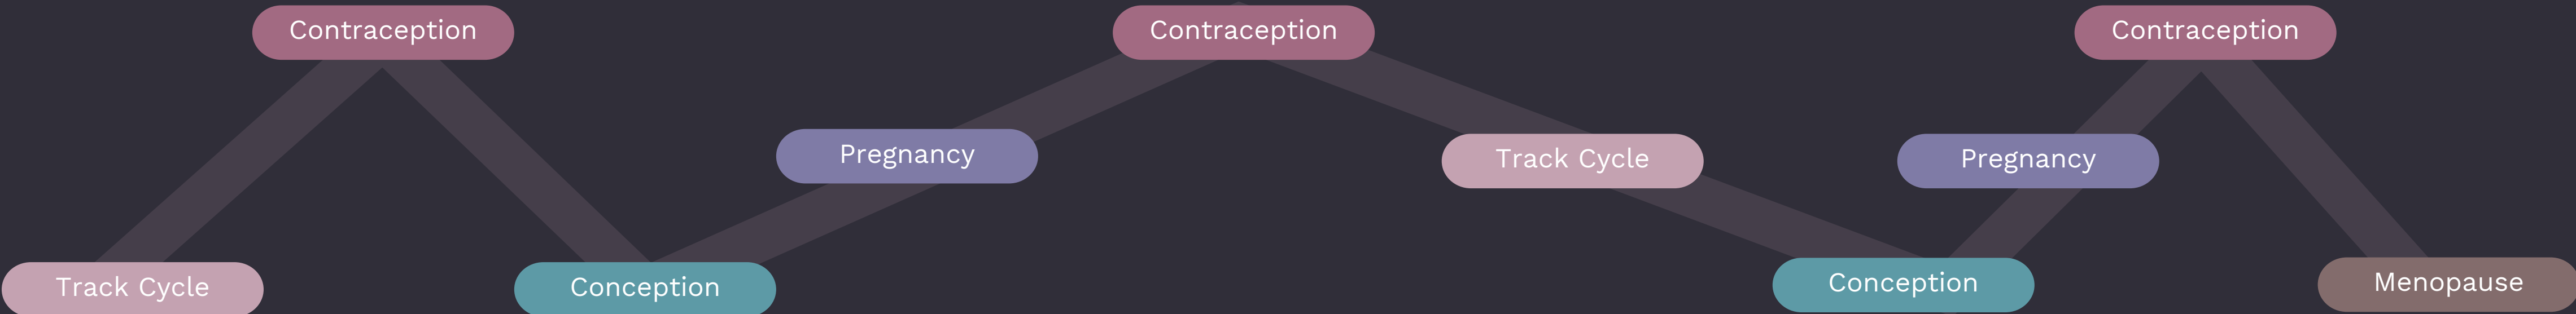 Contraception
Contraception
Contraception
Pregnancy
Track Cycle
Pregnancy
Track Cycle
Conception
Conception
Menopause